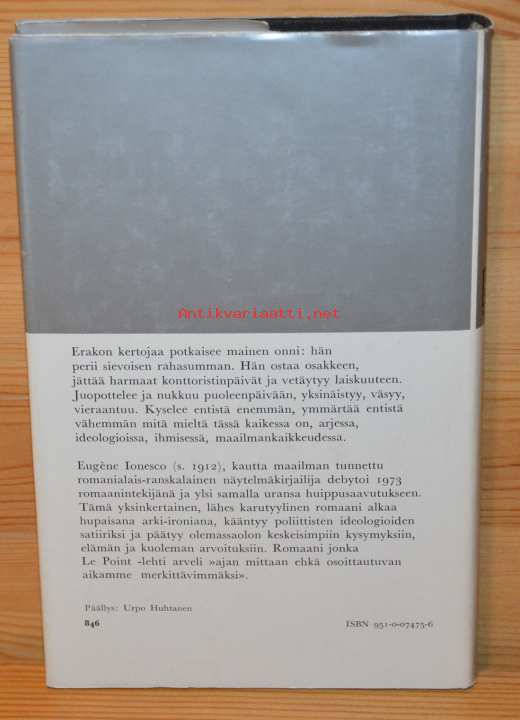 Antikvariaatti.net
Erakon kertojaa potkaisee mainen onni: hän
perii sievoisen rahasumman. Hän ostaa osakkeen,
jättää harmaat konttoristinpäivät ja vetäytyy laiskuuteen.
Juopottelee ja nukkuu puoleenpäivään, yksinäistyy, väsyy,
vieraantuu. Kyselee entistä enemmän, ymmärtää entistä
vähemmän mitä mieltä tässä kaikessa on, arjessa,
ideologioissa, ihmisessä, maailmankaikkeudessa.
Eugène Ionesco (s. 1912), kautta maailman tunnettu
romanialais-ranskalainen näytelmäkirjailija debytoi 1973
romaanintekijänä ja ylsi samalla uransa huippusaavutukseen.
Tämä yksinkertainen, lähes karutyylinen romaani alkaa
hupaisana arki-ironiana, kääntyy poliittisten ideologioiden
satiiriksi ja päätyy olemassaolon keskeisimpiin kysymyksiin,
elämän ja kuoleman arvoituksiin. Romaani jonka
Le Point -lehti arveli »ajan mittaan ehkä osoittautuvan
aikamme merkittävimmäksi».
Päällys: Urpo Huhtanen
846
ISBN 951-0-07475-6